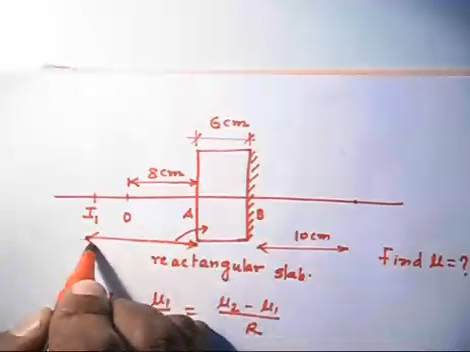 6cm
8cm
I₁ O A B
10cm
Find μ=?
reactangular slab.
μ₁ = μ₂ - μ₁
R